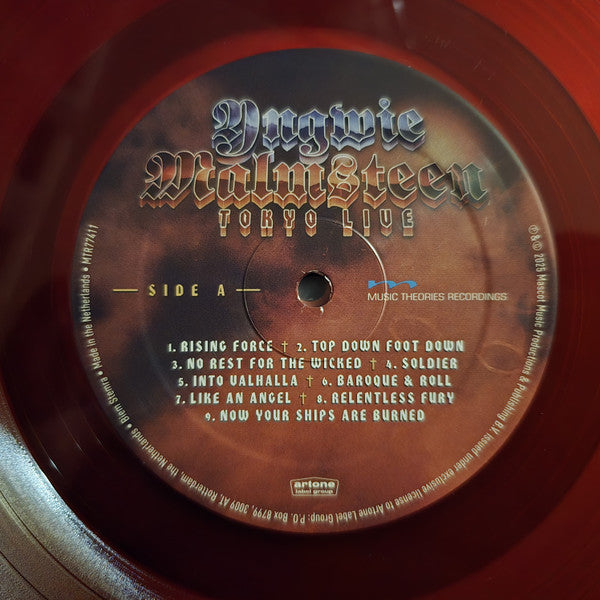 Yngwie
Malmsteen
TOKYO LIVE
SIDE A
MUSIC THEORIES RECORDINGS
1. RISING FORCE † 2. TOP DOWN FOOT DOWN
3. NO REST FOR THE WICKED † 4. SOLDIER
5. INTO VALHALLA † 6. BAROQUE & ROLL
7. LIKE AN ANGEL † 8. RELENTLESS FURY
9. NOW YOUR SHIPS ARE BURNED
artone
label group
℗ & © 2025 Mascot Music Productions & Publishing B.V. issued under exclusive license to Artone Label Group: P.O. Box 8799, 3009 AT, Rotterdam, the Netherlands • Biem Stemra • Made in the Netherlands • MTR77411